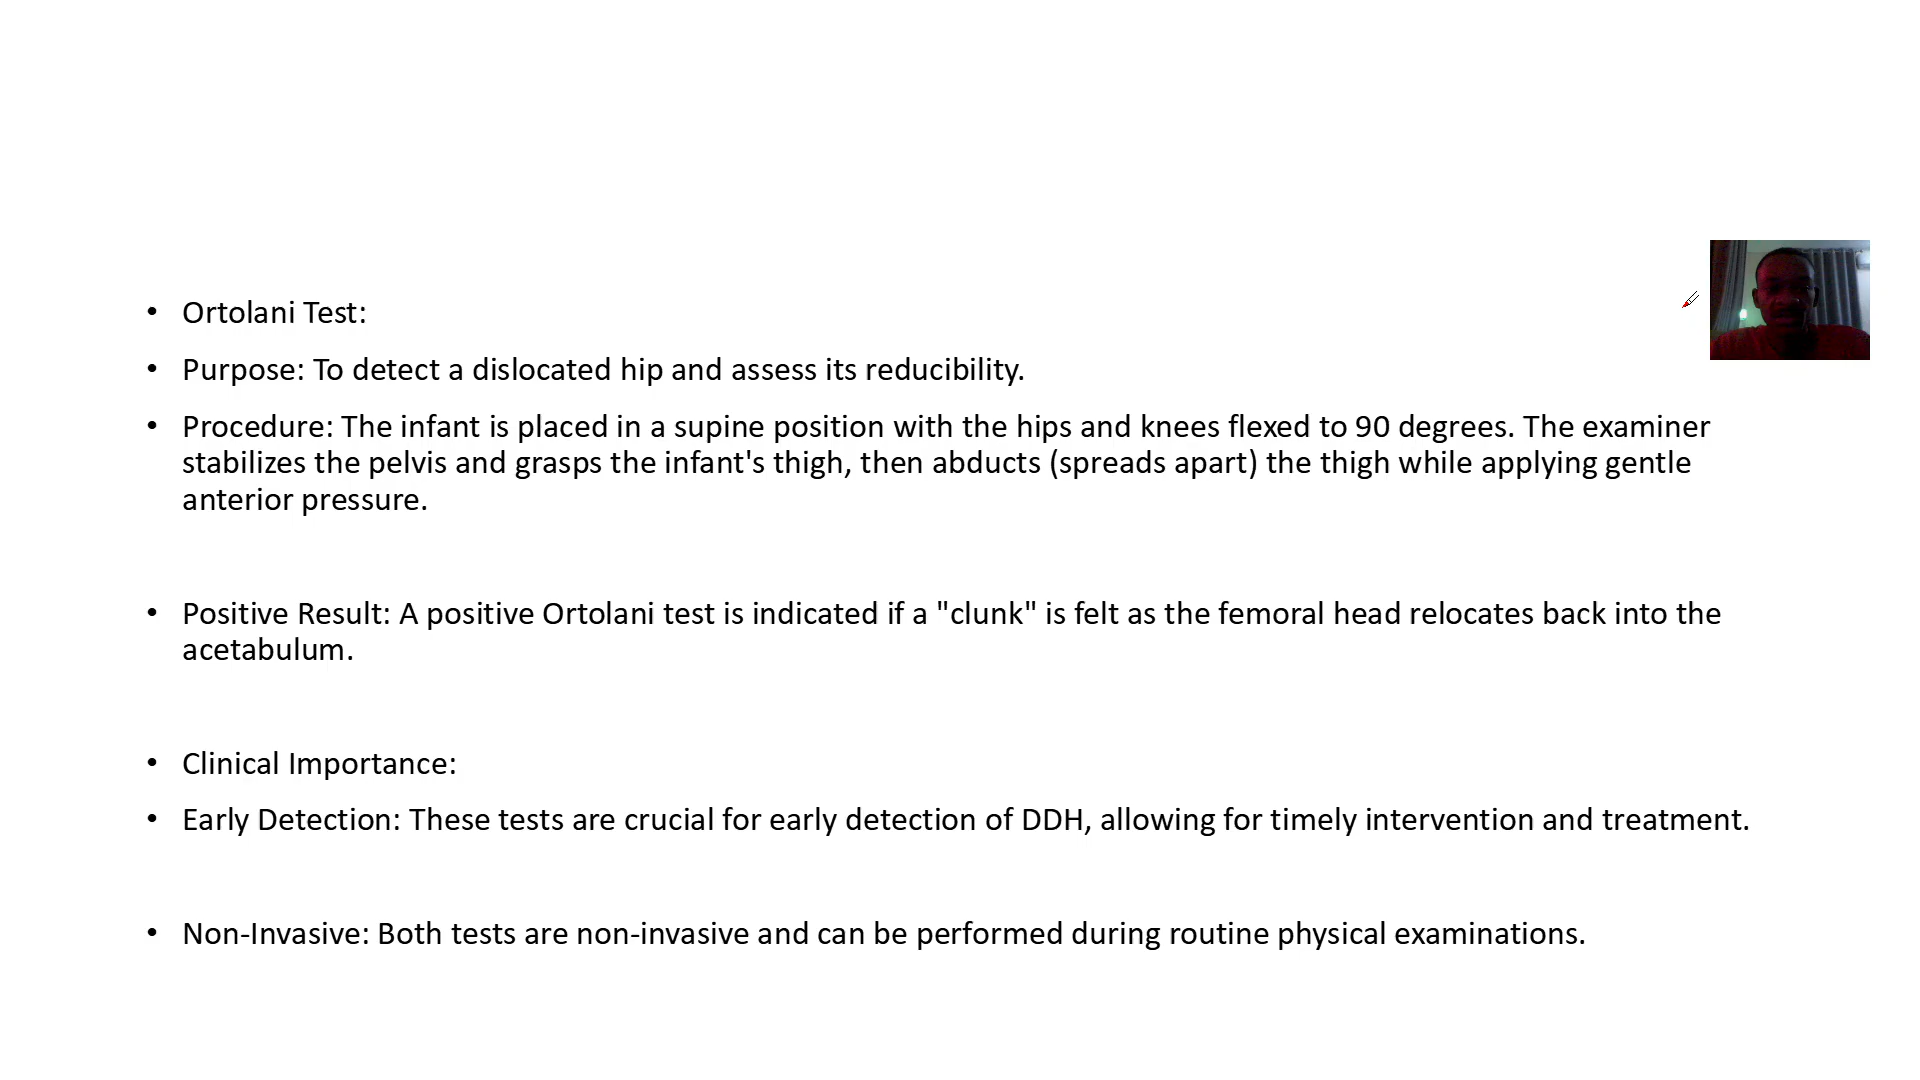 • Ortolani Test:
• Purpose: To detect a dislocated hip and assess its reducibility.
• Procedure: The infant is placed in a supine position with the hips and knees flexed to 90 degrees. The examiner
stabilizes the pelvis and grasps the infant's thigh, then abducts (spreads apart) the thigh while applying gentle
anterior pressure.
• Positive Result: A positive Ortolani test is indicated if a "clunk" is felt as the femoral head relocates back into the
acetabulum.
• Clinical Importance:
• Early Detection: These tests are crucial for early detection of DDH, allowing for timely intervention and treatment.
• Non-Invasive: Both tests are non-invasive and can be performed during routine physical examinations.